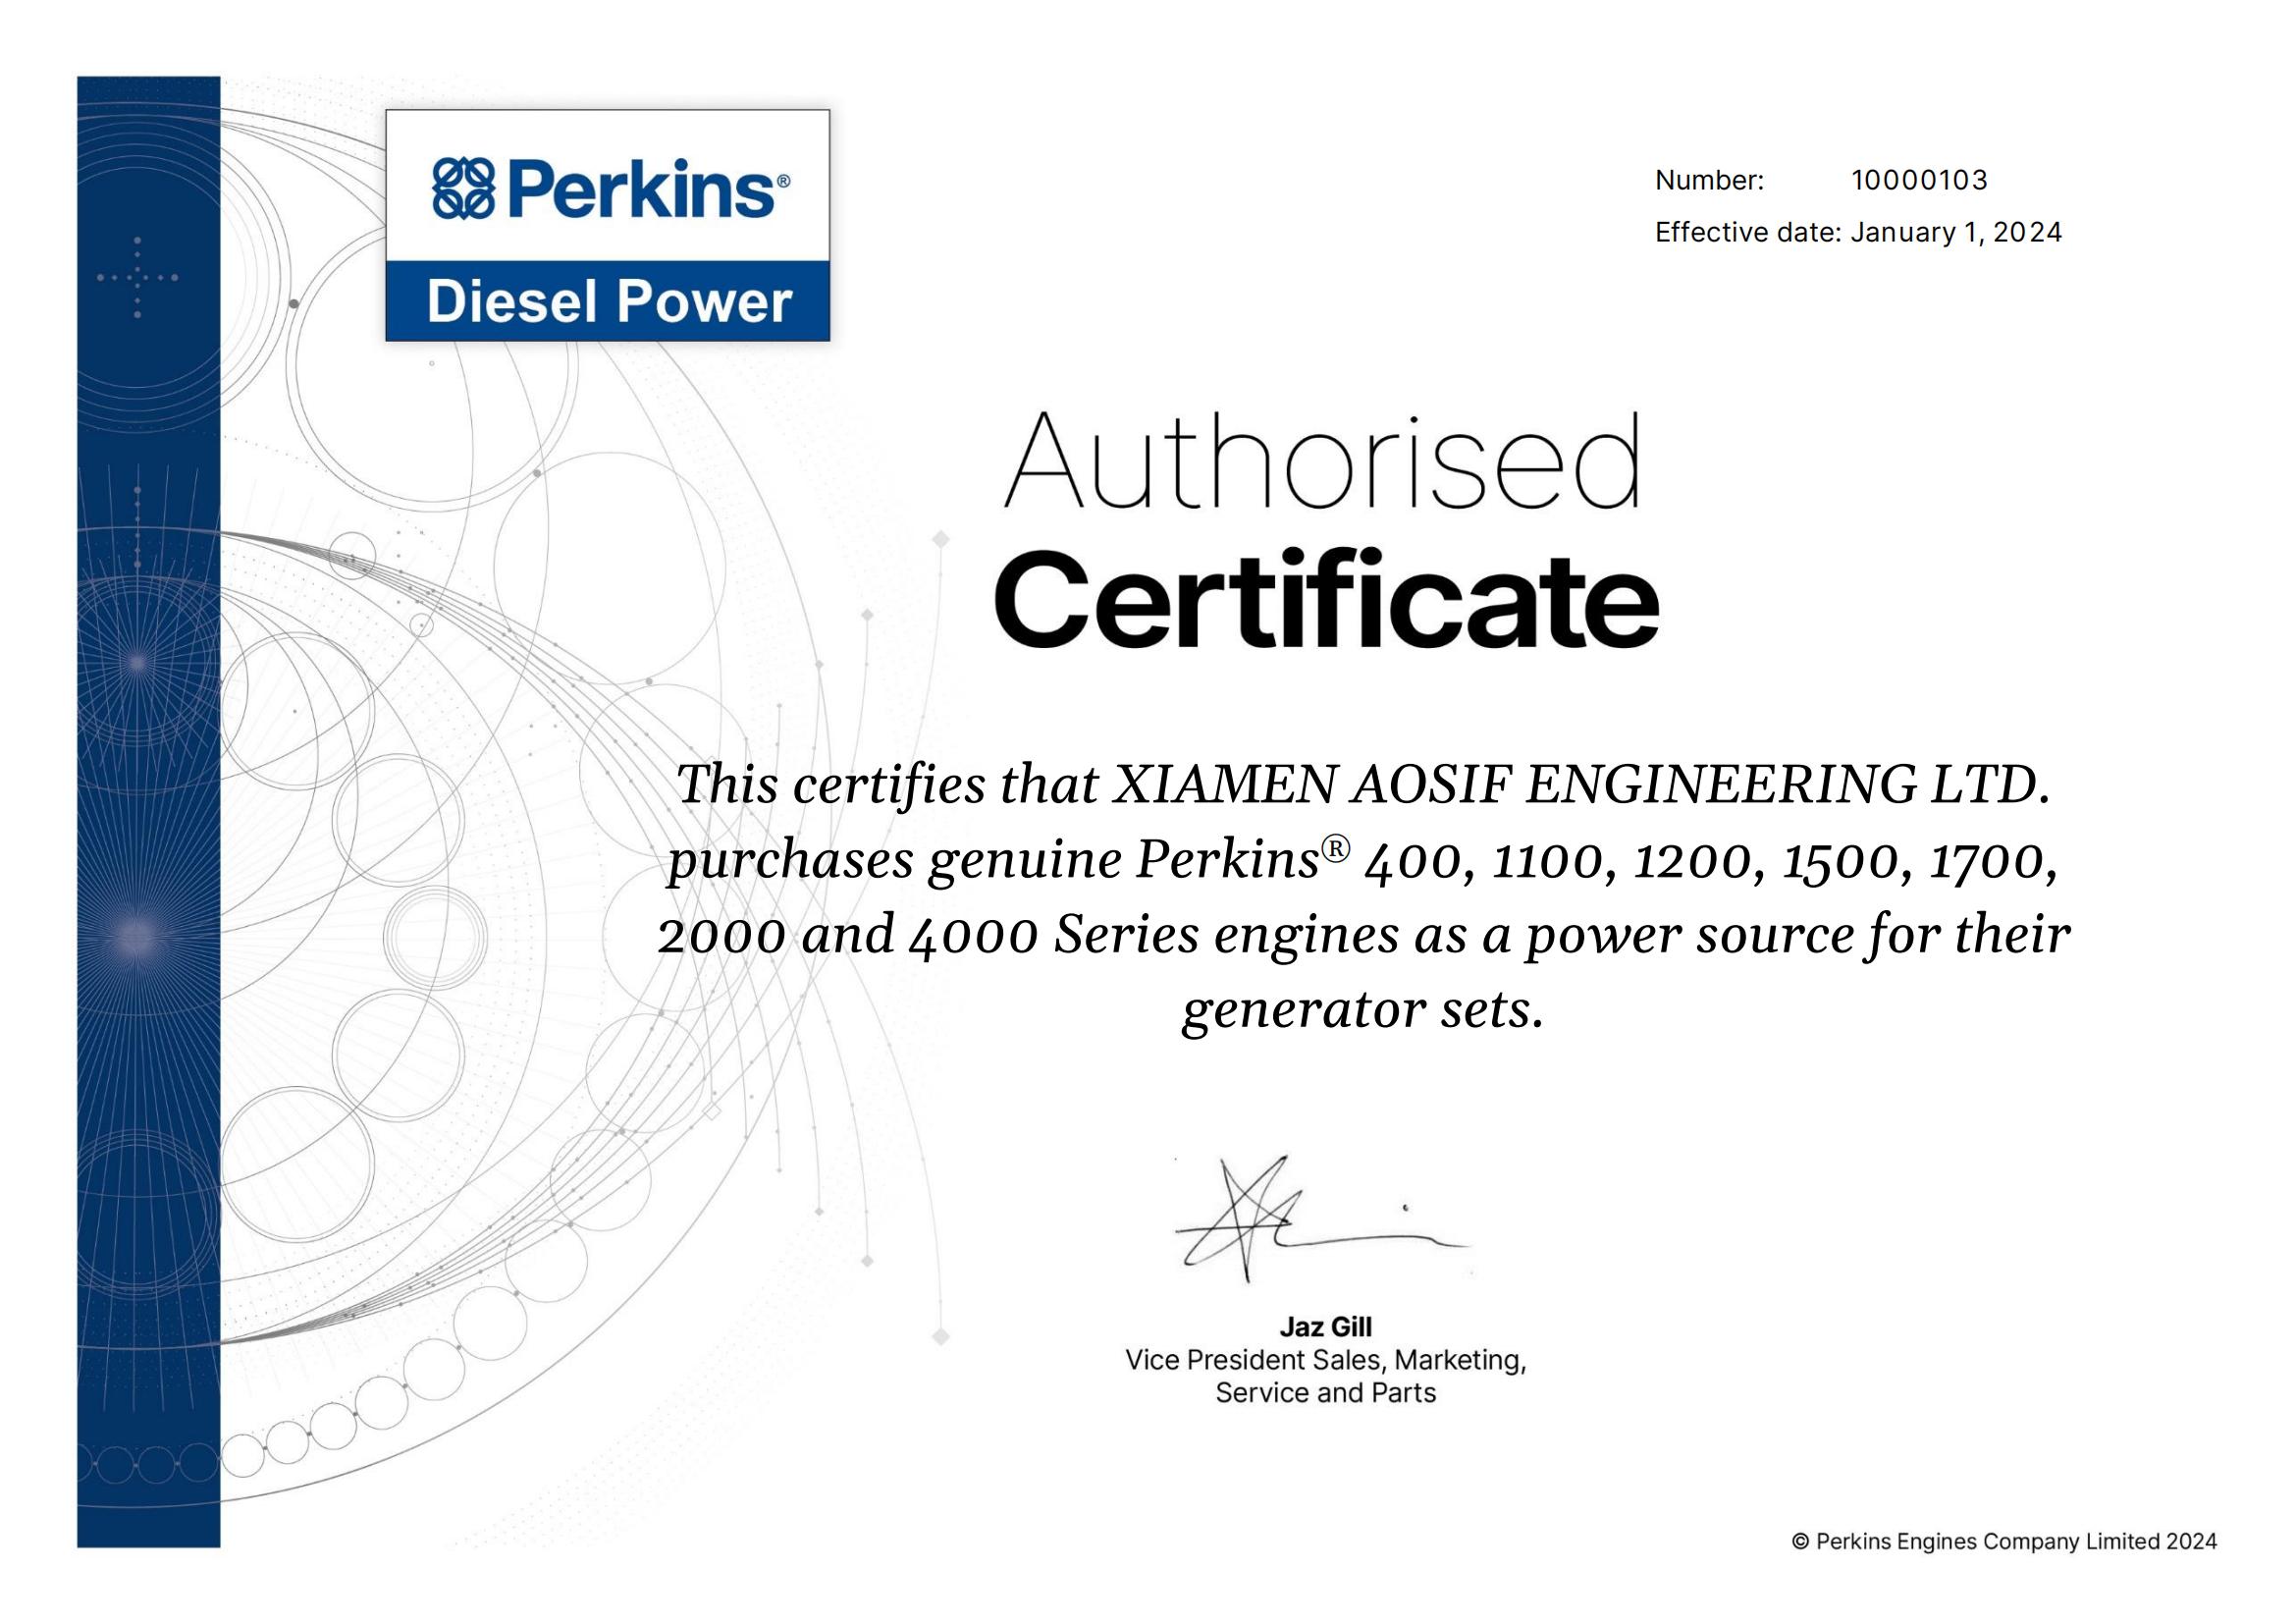 Perkins®
Diesel Power
Number: 10000103
Effective date: January 1, 2024
Authorised
Certificate
This certifies that XIAMEN AOSIF ENGINEERING LTD.
purchases genuine Perkins® 400, 1100, 1200, 1500, 1700,
2000 and 4000 Series engines as a power source for their
generator sets.
Jaz Gill
Vice President Sales, Marketing,
Service and Parts
© Perkins Engines Company Limited 2024